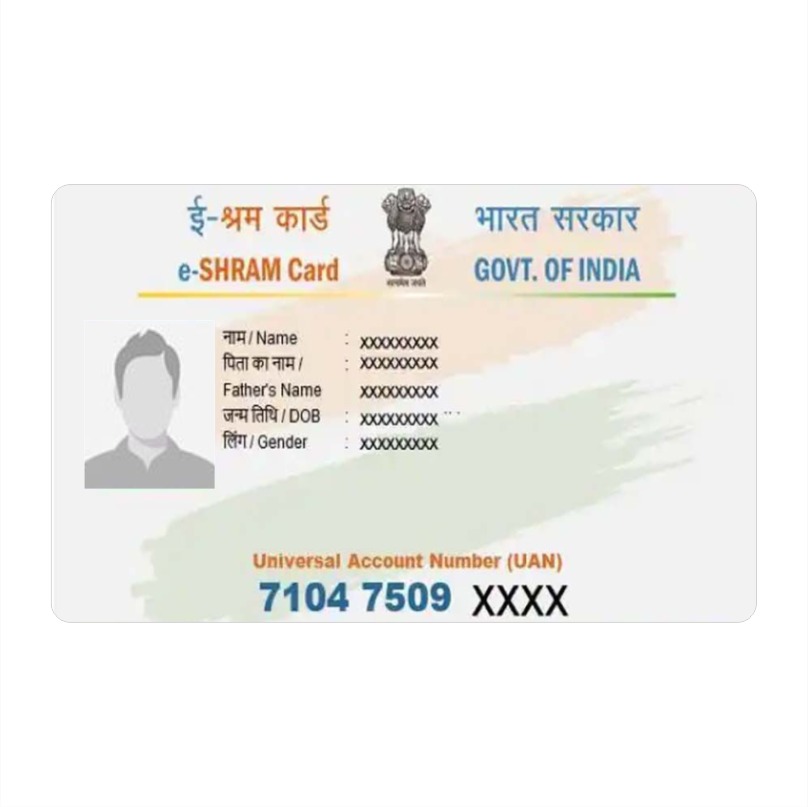 ई-श्रम कार्ड भारत सरकार
e-SHRAM Card GOVT. OF INDIA
सत्यमेव जयते
नाम / Name : xxxxxxxxx
पिता का नाम / : xxxxxxxxx
Father's Name xxxxxxxxx
जन्म तिथि / DOB : xxxxxxxxx
लिंग / Gender : xxxxxxxxx
Universal Account Number (UAN)
7104 7509 XXXX